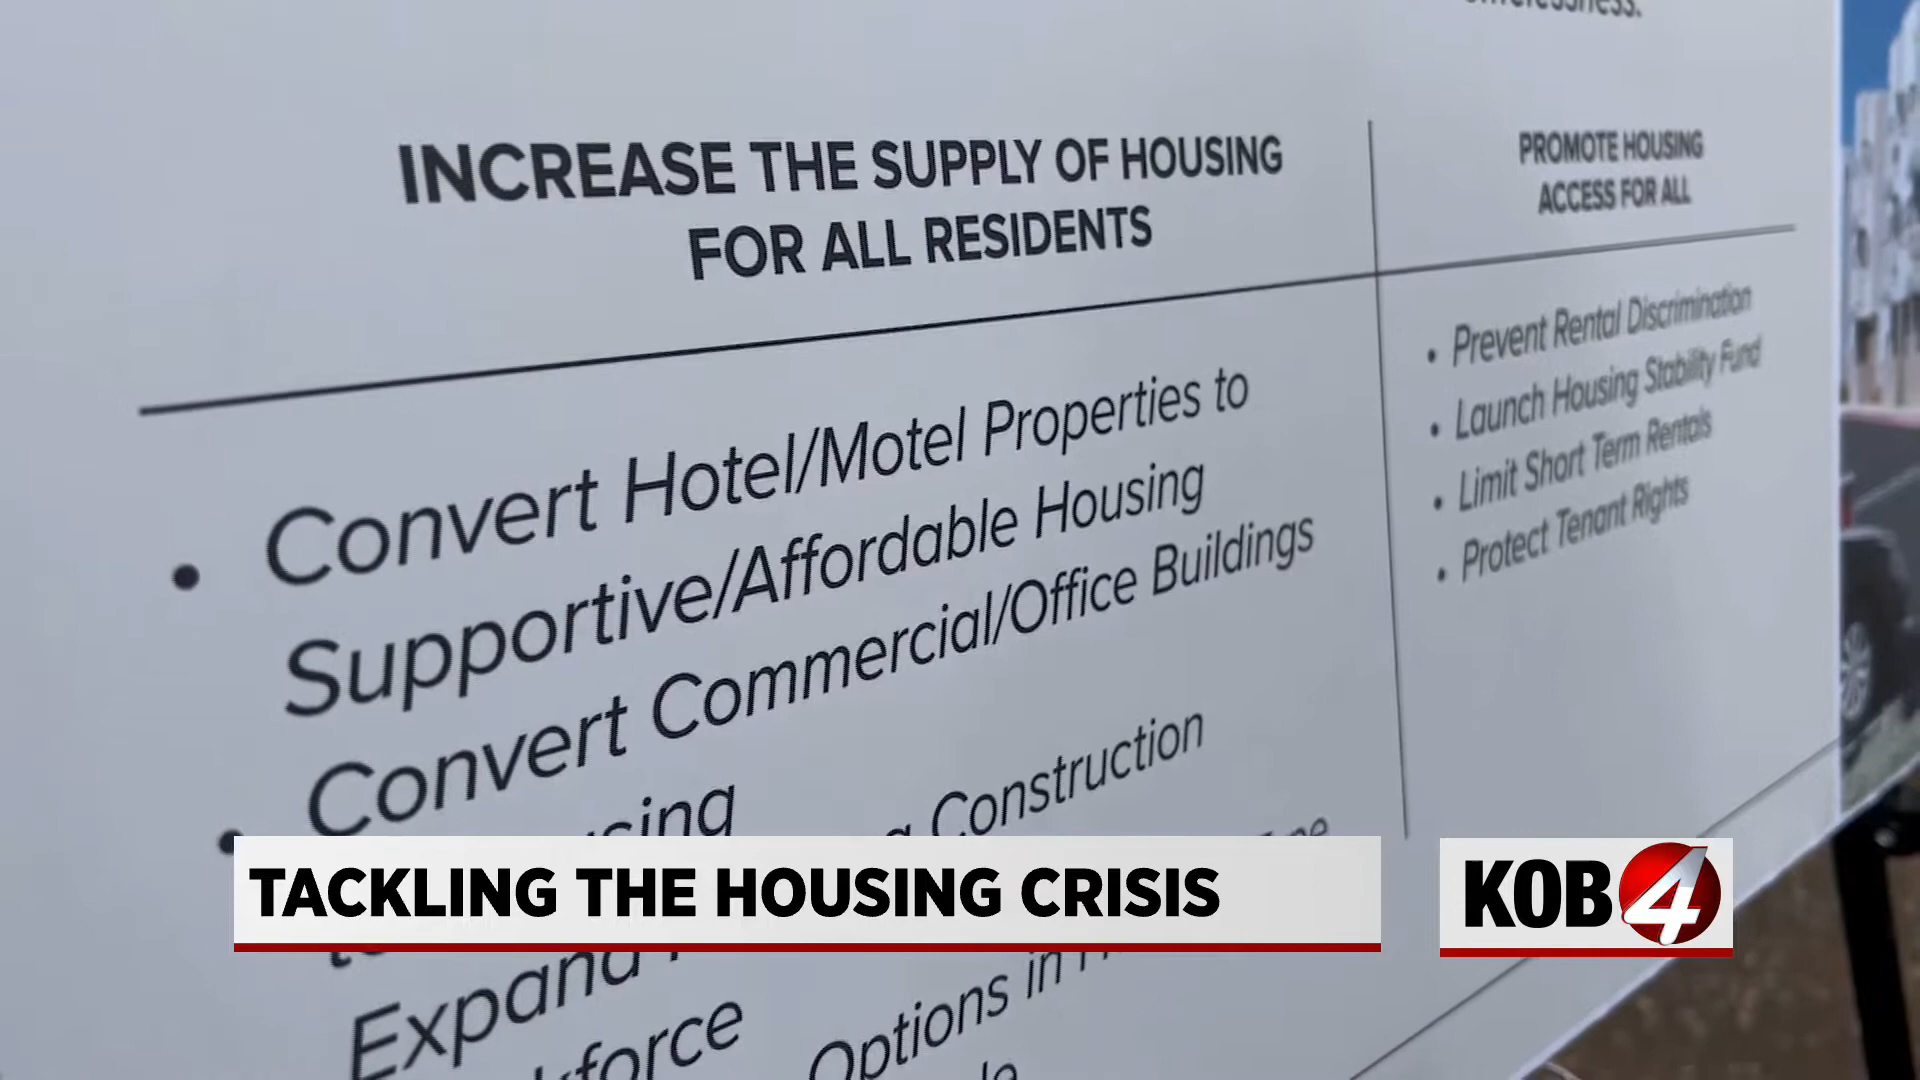 INCREASE THE SUPPLY OF HOUSING
FOR ALL RESIDENTS
Convert Hotel/Motel Properties to
Supportive/Affordable Housing
Convert Commercial/Office Buildings
Construction
Expand
Options in
PROMOTE HOUSING
ACCESS FOR ALL
• Prevent Rental Discrimination
• Launch Housing Stability Fund
• Limit Short Term Rentals
• Protect Tenant Rights
TACKLING THE HOUSING CRISIS
KOB 4